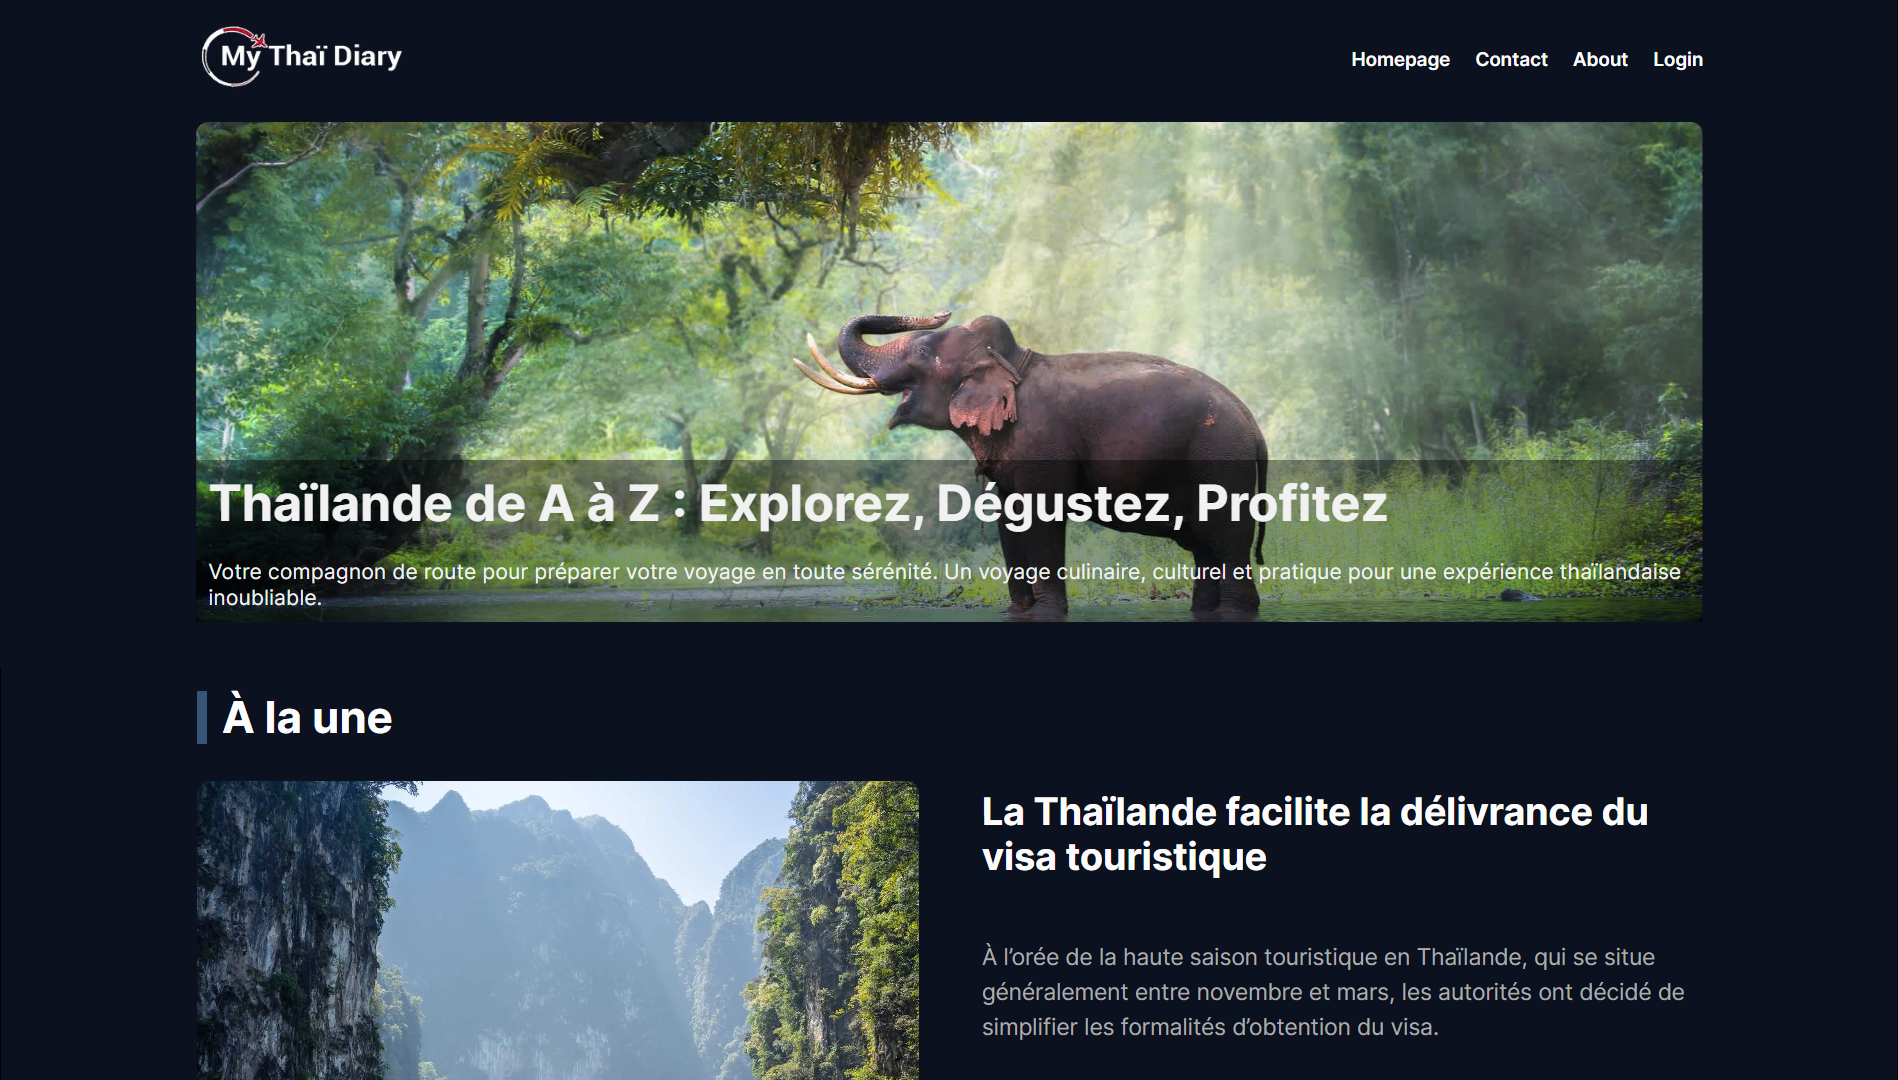 My Thaï Diary
Homepage Contact About Login
Thaïlande de A à Z : Explorez, Dégustez, Profitez
Votre compagnon de route pour préparer votre voyage en toute sérénité. Un voyage culinaire, culturel et pratique pour une expérience thaïlandaise
inoubliable.
À la une
La Thaïlande facilite la délivrance du
visa touristique
À l’orée de la haute saison touristique en Thaïlande, qui se situe
généralement entre novembre et mars, les autorités ont décidé de
simplifier les formalités d’obtention du visa.